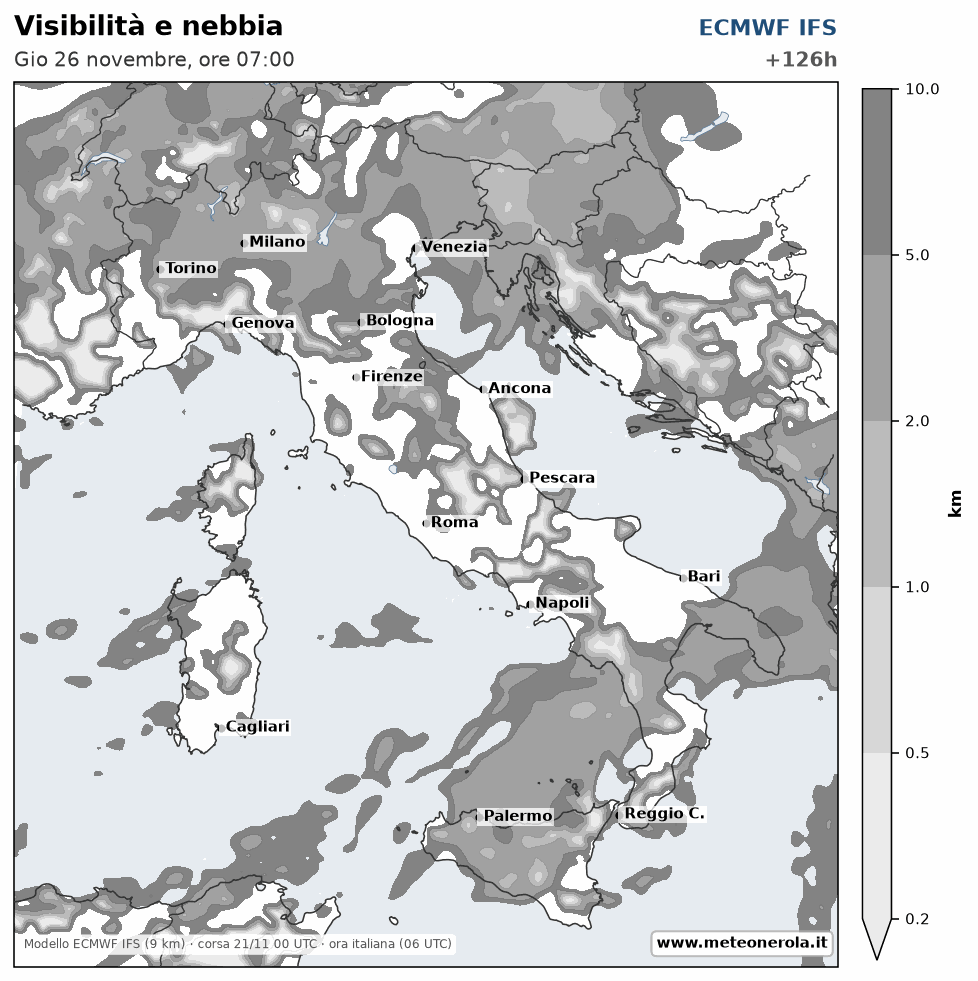 Visibilità e nebbia
ECMWF IFS
Gio 26 novembre, ore 07:00
+126h
10.0
5.0
2.0
1.0
0.5
0.2
km
Milano
Venezia
Torino
Genova
Bologna
Firenze
Ancona
Pescara
Roma
Bari
Napoli
Cagliari
Palermo
Reggio C.
Modello ECMWF IFS (9 km) · corsa 21/11 00 UTC · ora italiana (06 UTC)
www.meteonerola.it